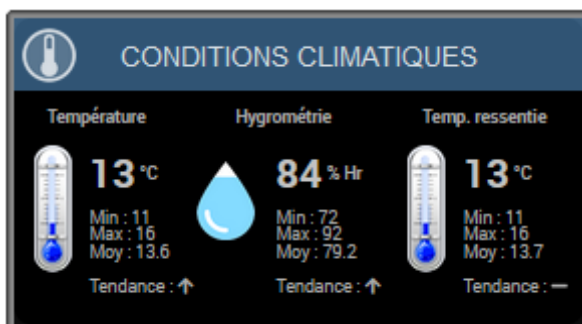 CONDITIONS CLIMATIQUES
Température
Hygrométrie
Temp. ressentie
13 °C
84 % Hr
13 °C
Min : 11
Max : 16
Moy : 13.6
Min : 72
Max : 92
Moy : 79.2
Min : 11
Max : 16
Moy : 13.7
Tendance : ↑
Tendance : ↑
Tendance : –